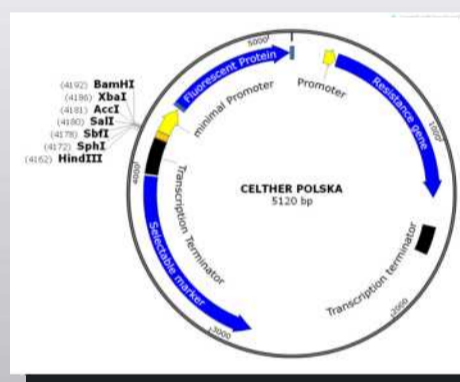 5000
Fluorescent Protein
Promoter
Resistance gene
(4192) BamHI
(4186) XbaI
(4181) AccI
(4180) SalI
(4178) SbfI
(4172) SphI
(4162) HindIII
minimal Promoter
1000
4000
CELTHER POLSKA
5120 bp
Transcription Terminator
Selectable marker
Transcription terminator
2000
3000